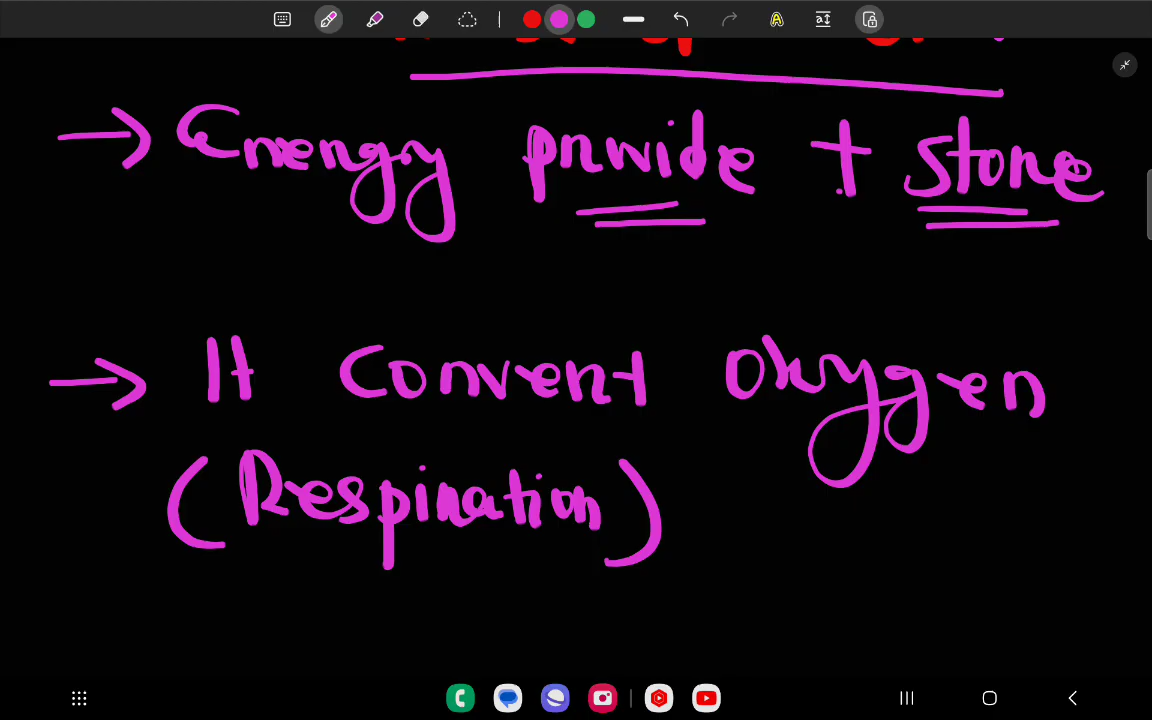 → Energy provide + store
→ It convert oxygen
(Respiration)